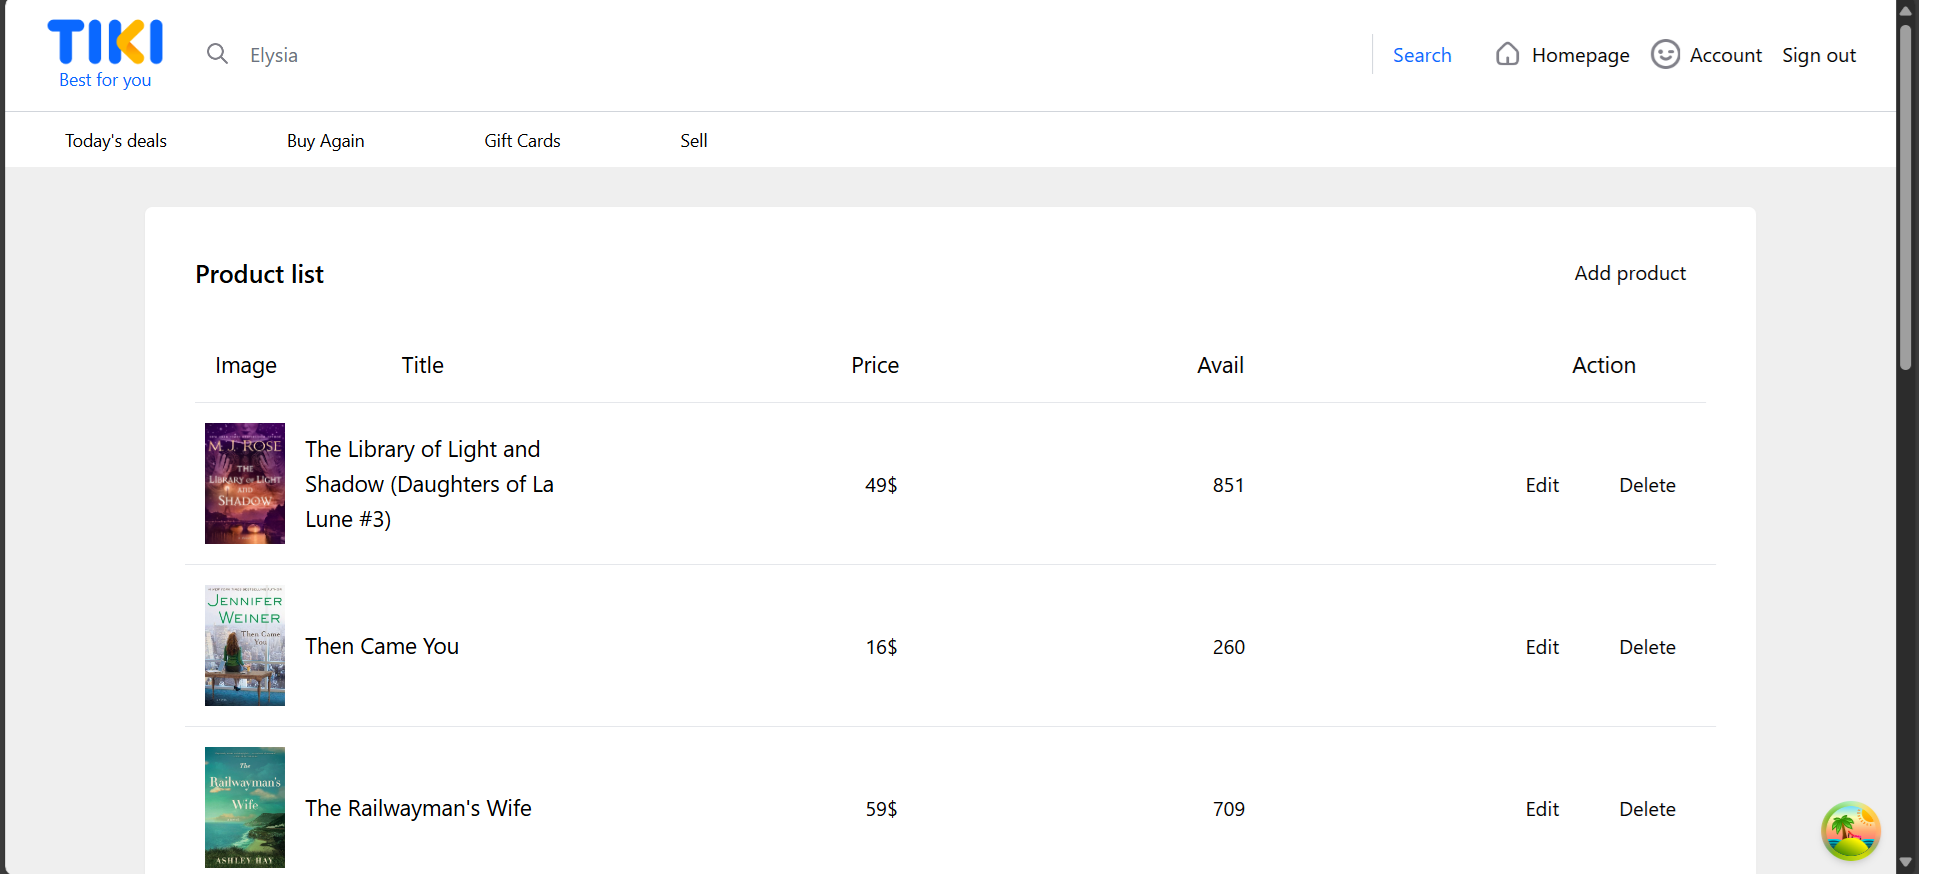 TIKI
Best for you
Elysia
Search
Homepage
Account
Sign out
Today's deals
Buy Again
Gift Cards
Sell
Product list
Add product
Image
Title
Price
Avail
Action
M. J. ROSE
THE
LIBRARY OF LIGHT
AND
SHADOW
The Library of Light and
Shadow (Daughters of La
Lune #3)
49$
851
Edit
Delete
JENNIFER
WEINER
Then Came
You
Then Came You
16$
260
Edit
Delete
The
Railwayman's
Wife
ASHLEY HAY
The Railwayman's Wife
59$
709
Edit
Delete